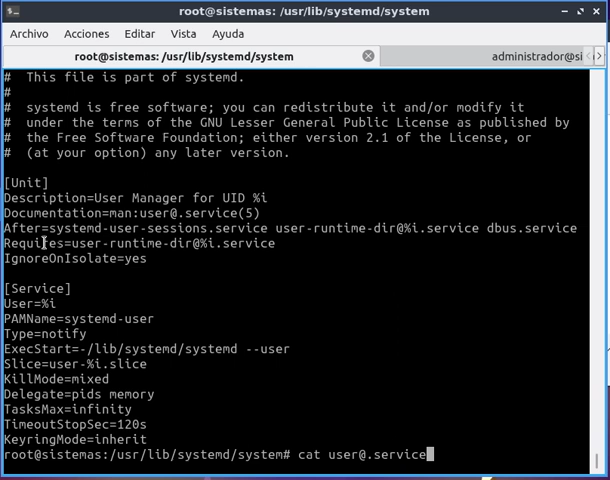 root@sistemas: /usr/lib/systemd/system
Archivo Acciones Editar Vista Ayuda
root@sistemas: /usr/lib/systemd/system
administrador@si
#  This file is part of systemd.
#
#  systemd is free software; you can redistribute it and/or modify it
#  under the terms of the GNU Lesser General Public License as published by
#  the Free Software Foundation; either version 2.1 of the License, or
#  (at your option) any later version.
[Unit]
Description=User Manager for UID %i
Documentation=man:user@.service(5)
After=systemd-user-sessions.service user-runtime-dir@%i.service dbus.service
Requires=user-runtime-dir@%i.service
IgnoreOnIsolate=yes
[Service]
User=%i
PAMName=systemd-user
Type=notify
ExecStart=-/lib/systemd/systemd --user
Slice=user-%i.slice
KillMode=mixed
Delegate=pids memory
TasksMax=infinity
TimeoutStopSec=120s
KeyringMode=inherit
root@sistemas:/usr/lib/systemd/system# cat user@.service